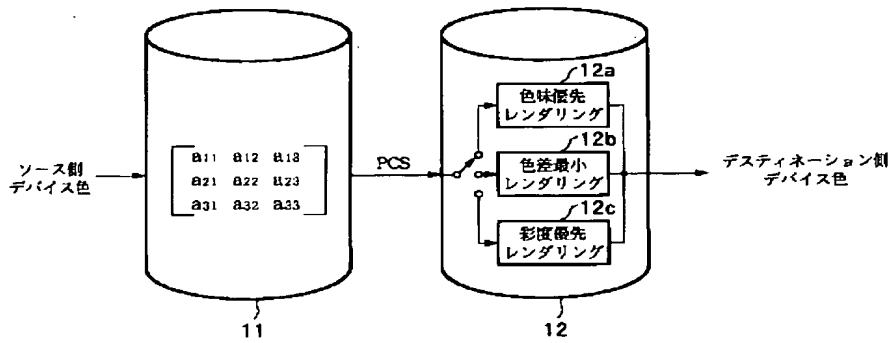 ソース側
デバイス色
a11 a12 a13
a21 a22 a23
a31 a32 a33
11
PCS
12a
色味優先
レンダリング
12b
色差最小
レンダリング
12c
彩度優先
レンダリング
12
デスティネーション側
デバイス色